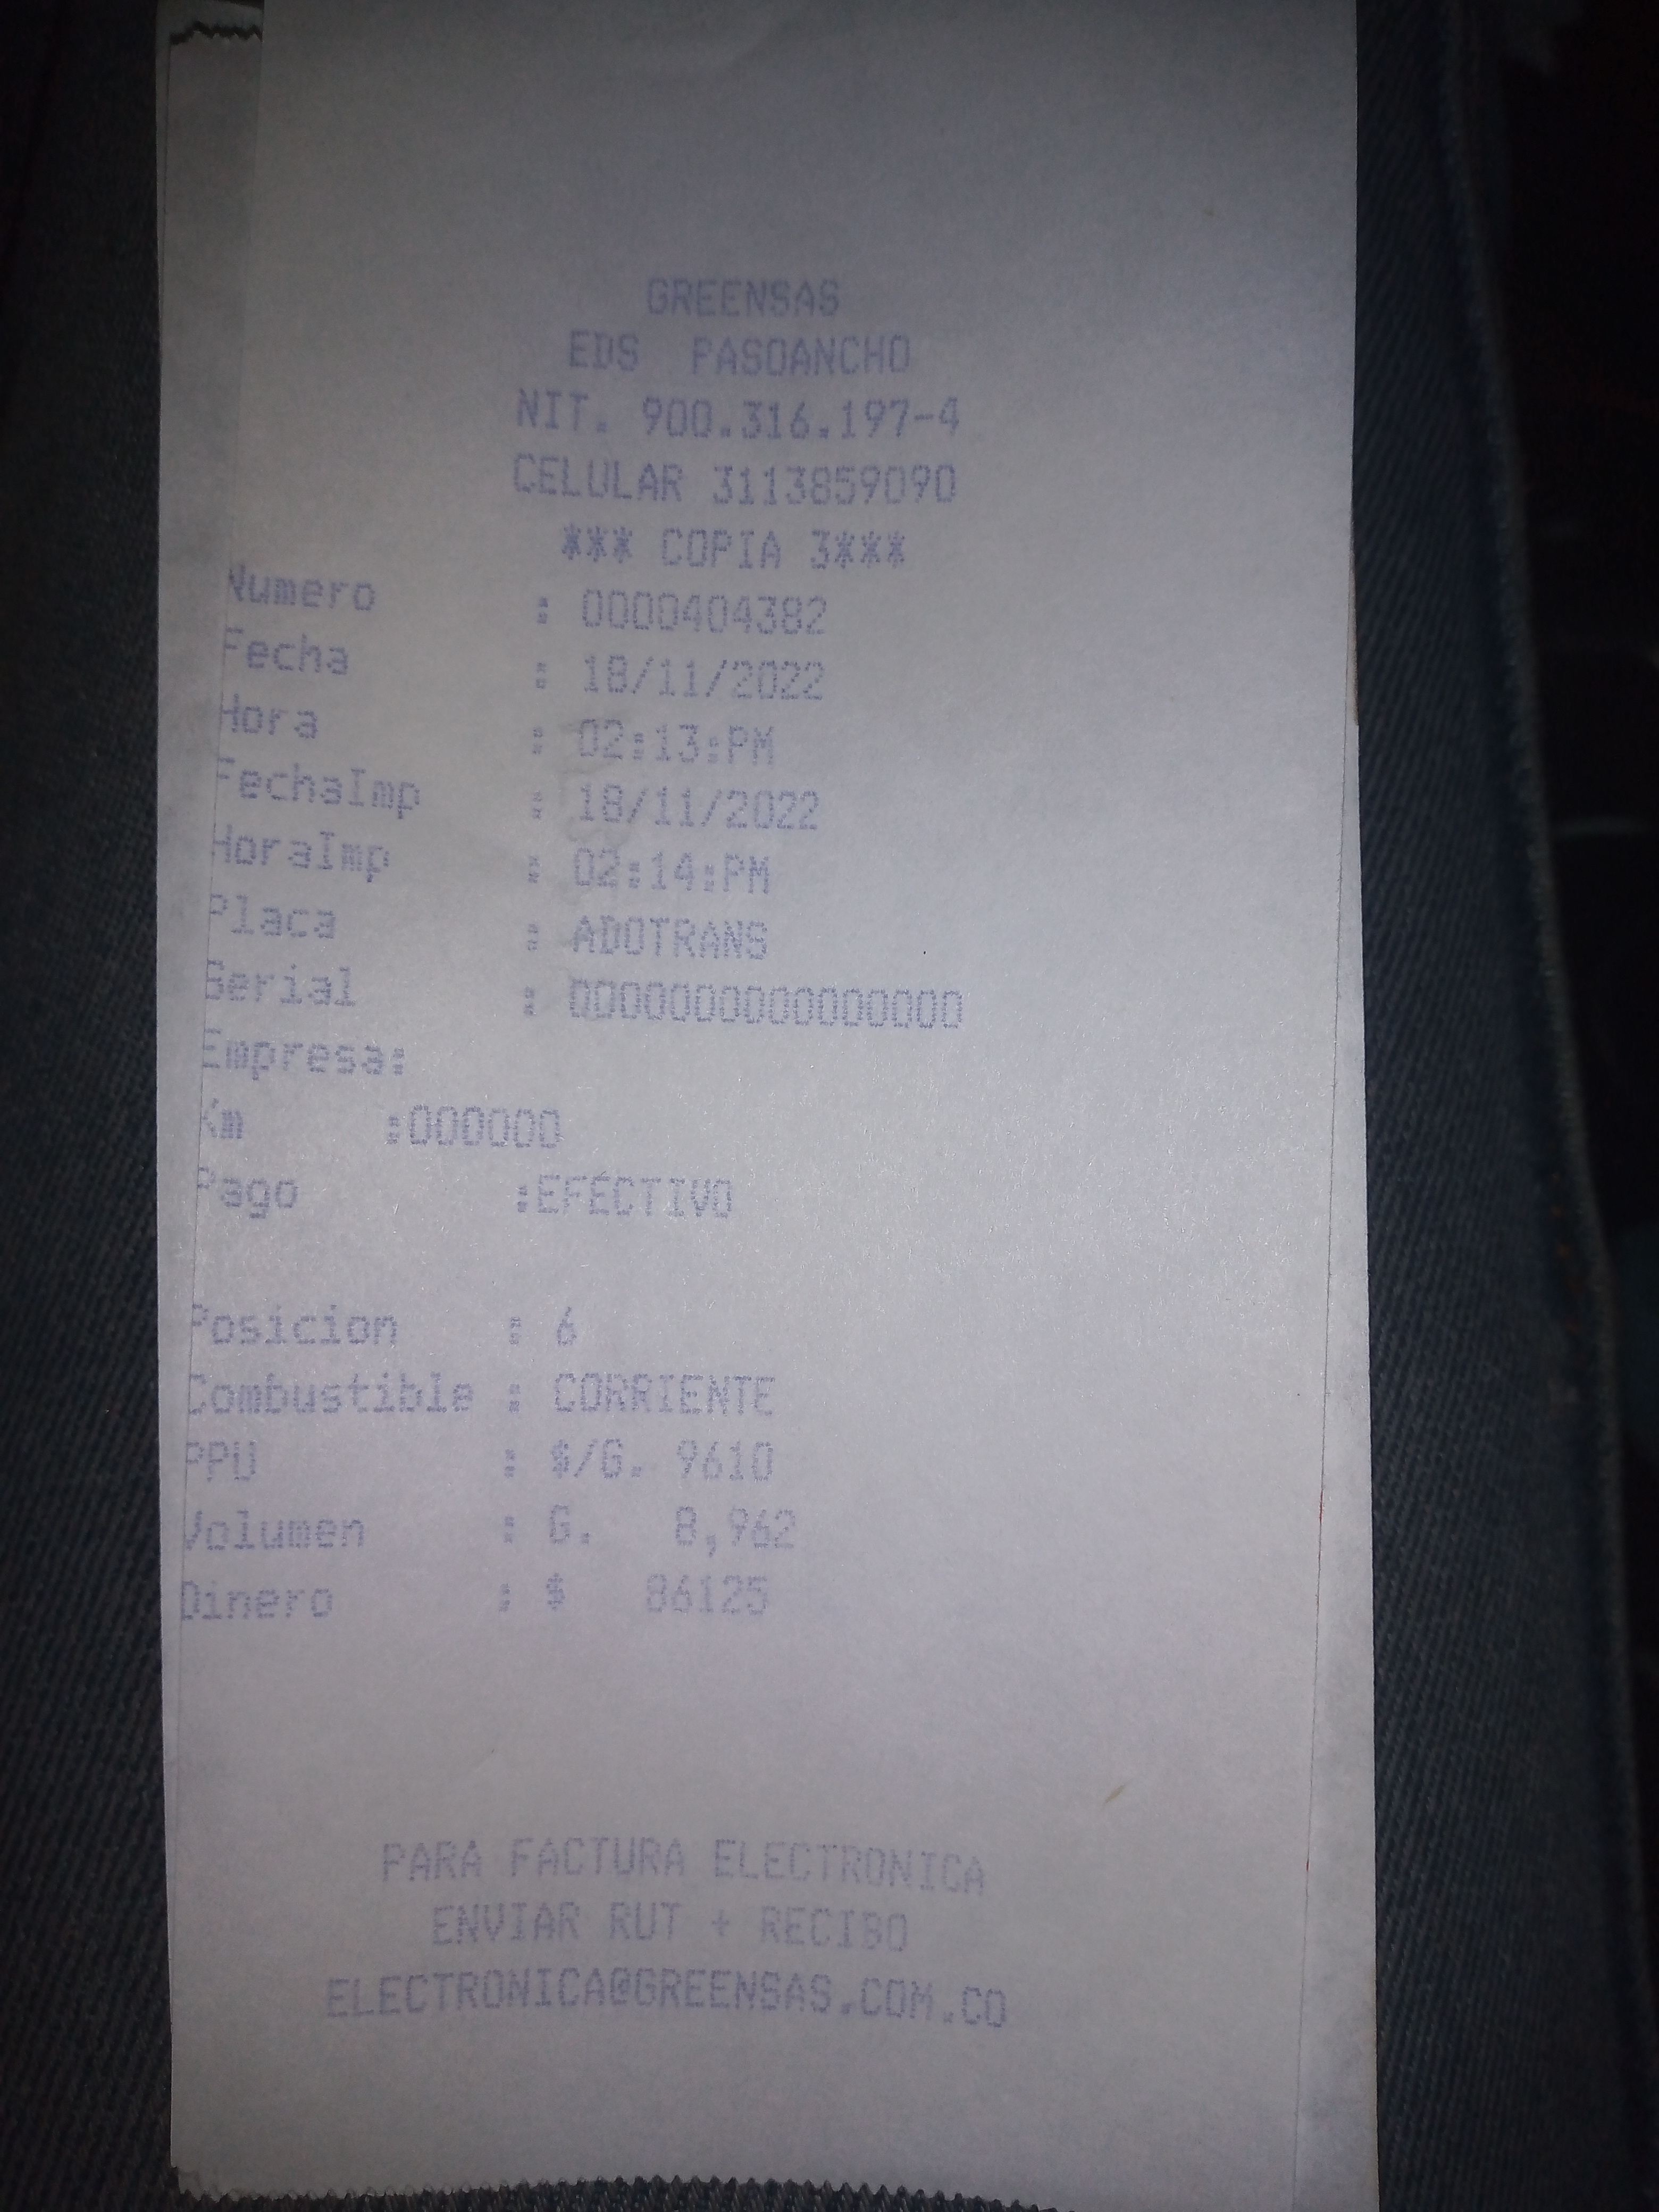 GREENSAS
EDS PASOANCHO
NIT. 900.316.197-4
CELULAR 3113859090
*** COPIA 3***
Numero : 0000404382
Fecha : 18/11/2022
Hora : 02:13:PM
FechaImp : 18/11/2022
HoraImp : 02:14:PM
Placa : ADOTRANS
Serial : 0000000000000000
Empresa:
Km :000000
Pago :EFECTIVO
Posicion : 6
Combustible : CORRIENTE
PPU : $/G. 9610
Volumen : G. 8,962
Dinero : $ 86125
PARA FACTURA ELECTRONICA
ENVIAR RUT + RECIBO
ELECTRONICA@GREENSAS.COM.CO